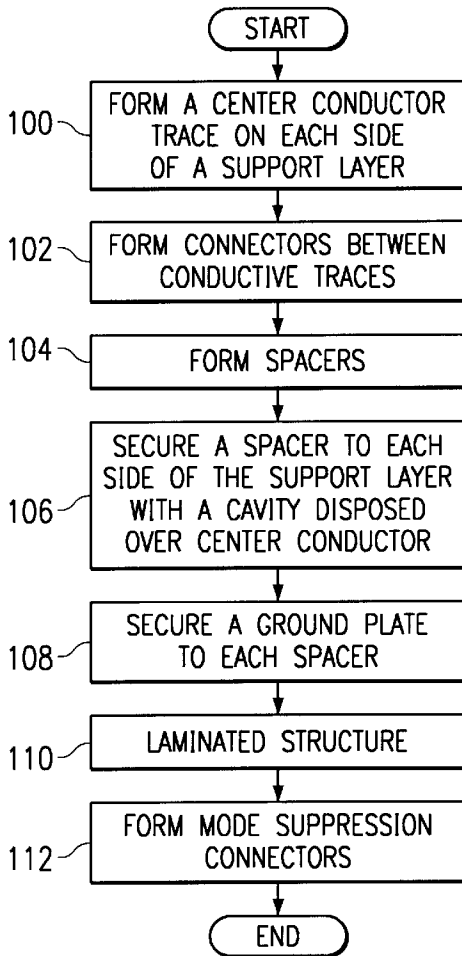 START
100
FORM A CENTER CONDUCTOR
TRACE ON EACH SIDE
OF A SUPPORT LAYER
102
FORM CONNECTORS BETWEEN
CONDUCTIVE TRACES
104
FORM SPACERS
106
SECURE A SPACER TO EACH
SIDE OF THE SUPPORT LAYER
WITH A CAVITY DISPOSED
OVER CENTER CONDUCTOR
108
SECURE A GROUND PLATE
TO EACH SPACER
110
LAMINATED STRUCTURE
112
FORM MODE SUPPRESSION
CONNECTORS
END